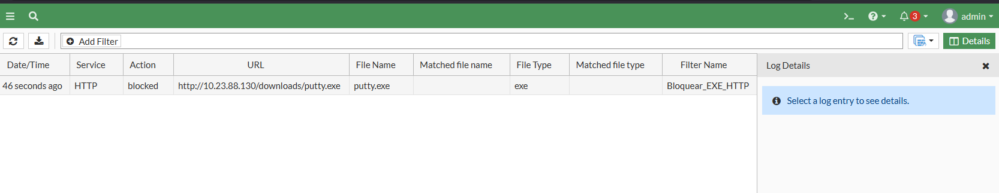 3 admin
Add Filter Details
Date/Time Service Action URL File Name Matched file name File Type Matched file type Filter Name Log Details
46 seconds ago HTTP blocked http://10.23.88.130/downloads/putty.exe putty.exe exe Bloquear_EXE_HTTP
Select a log entry to see details.